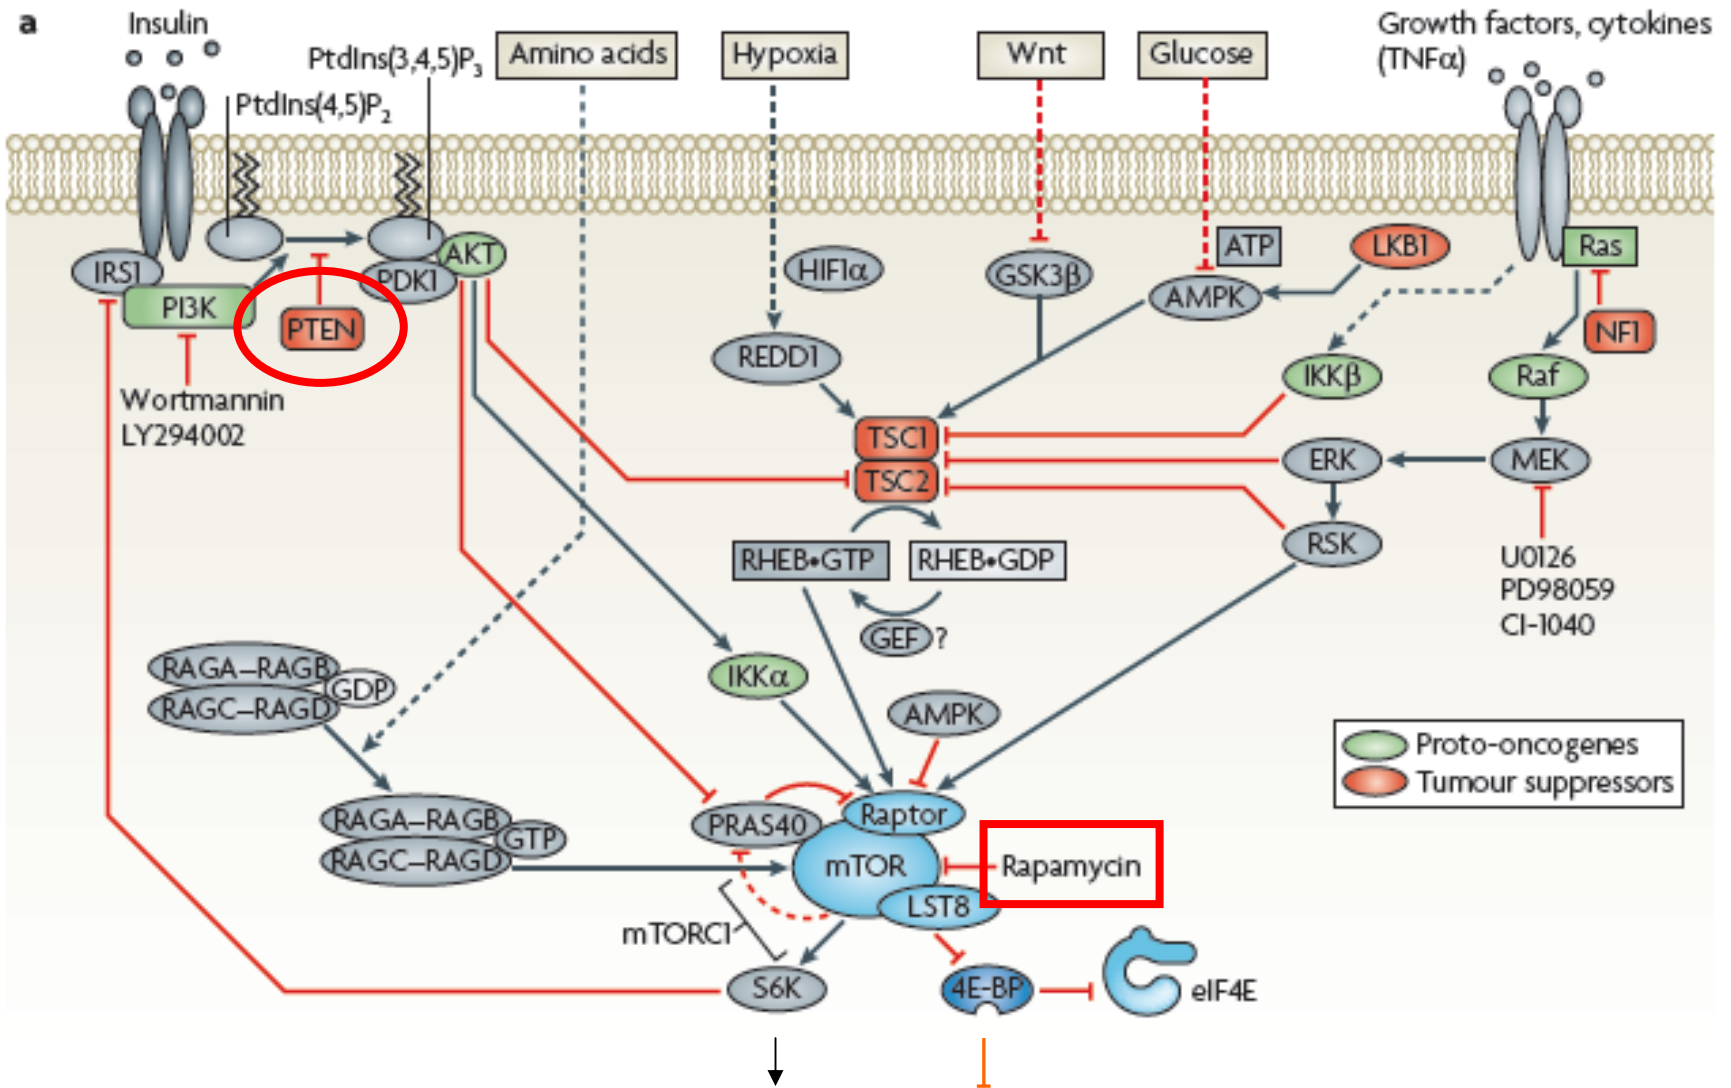 a
Insulin
PtdIns(3,4,5)P3
PtdIns(4,5)P2
Amino acids
Hypoxia
Wnt
Glucose
Growth factors, cytokines
(TNFα)
IRS1
PI3K
PTEN
PDK1
AKT
HIF1α
REDD1
GSK3β
ATP
AMPK
LKB1
Ras
NF1
IKKβ
Raf
Wortmannin
LY294002
TSC1
TSC2
ERK
MEK
RSK
U0126
PD98059
CI-1040
RHEB•GTP
RHEB•GDP
GEF ?
IKKα
AMPK
RAGA–RAGB
RAGC–RAGD
GDP
Proto-oncogenes
Tumour suppressors
RAGA–RAGB
RAGC–RAGD
GTP
PRAS40
Raptor
mTOR
LST8
Rapamycin
mTORC1
S6K
4E-BP
eIF4E